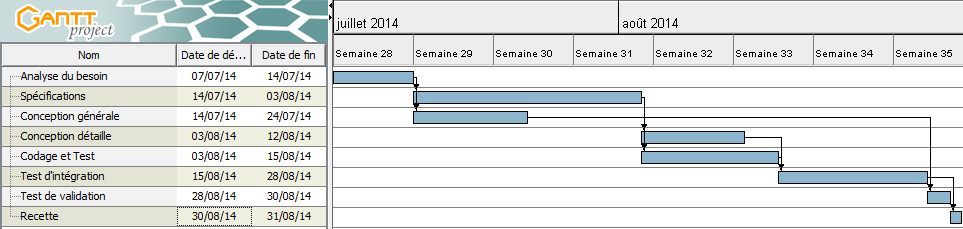 GANTT
project
juillet 2014 août 2014
Semaine 28 Semaine 29 Semaine 30 Semaine 31 Semaine 32 Semaine 33 Semaine 34 Semaine 35
Nom Date de dé... Date de fin
Analyse du besoin 07/07/14 14/07/14
Spécifications 14/07/14 03/08/14
Conception générale 14/07/14 24/07/14
Conception détaille 03/08/14 12/08/14
Codage et Test 03/08/14 15/08/14
Test d'intégration 15/08/14 28/08/14
Test de validation 28/08/14 30/08/14
Recette 30/08/14 31/08/14